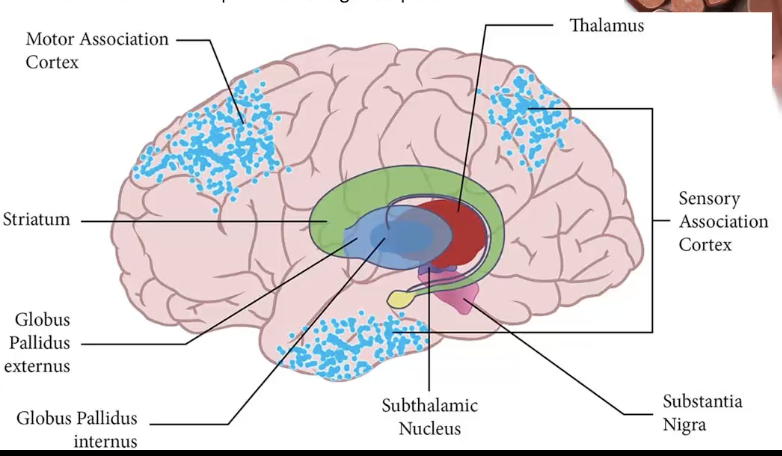 Motor Association
Cortex
Thalamus
Striatum
Sensory
Association
Cortex
Globus
Pallidus
externus
Globus Pallidus
internus
Subthalamic
Nucleus
Substantia
Nigra